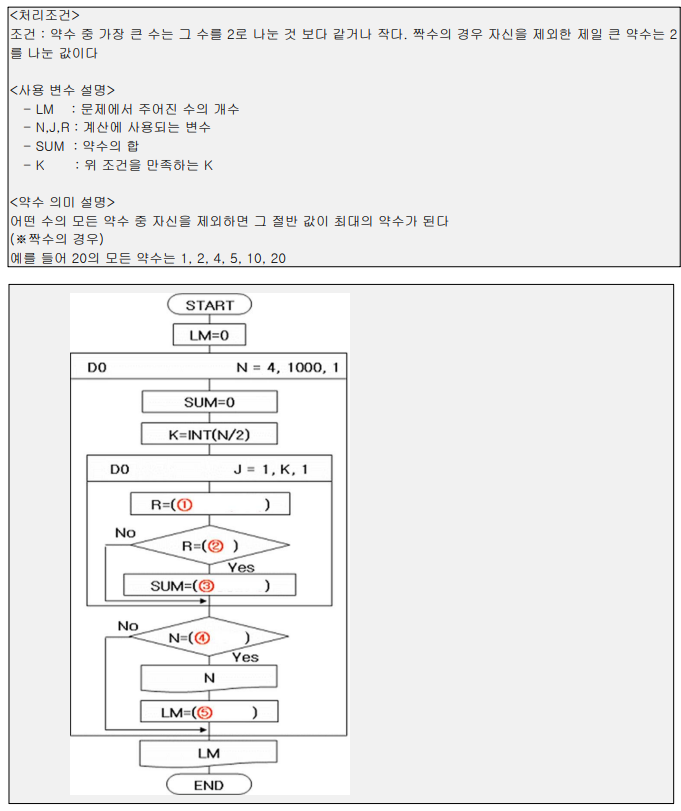 <처리조건>
조건 : 약수 중 가장 큰 수는 그 수를 2로 나눈 것 보다 같거나 작다. 짝수의 경우 자신을 제외한 제일 큰 약수는 2
를 나눈 값이다
<사용 변수 설명>
- LM : 문제에서 주어진 수의 개수
- N,J,R : 계산에 사용되는 변수
- SUM : 약수의 합
- K : 위 조건을 만족하는 K
<약수 의미 설명>
어떤 수의 모든 약수 중 자신을 제외하면 그 절반 값이 최대의 약수가 된다
(※짝수의 경우)
예를 들어 20의 모든 약수는 1, 2, 4, 5, 10, 20
START
LM=0
D0 N = 4, 1000, 1
SUM=0
K=INT(N/2)
D0 J = 1, K, 1
R=(① )
No
R=(② )
Yes
SUM=(③ )
No
N=(④ )
Yes
N
LM=(⑤ )
LM
END